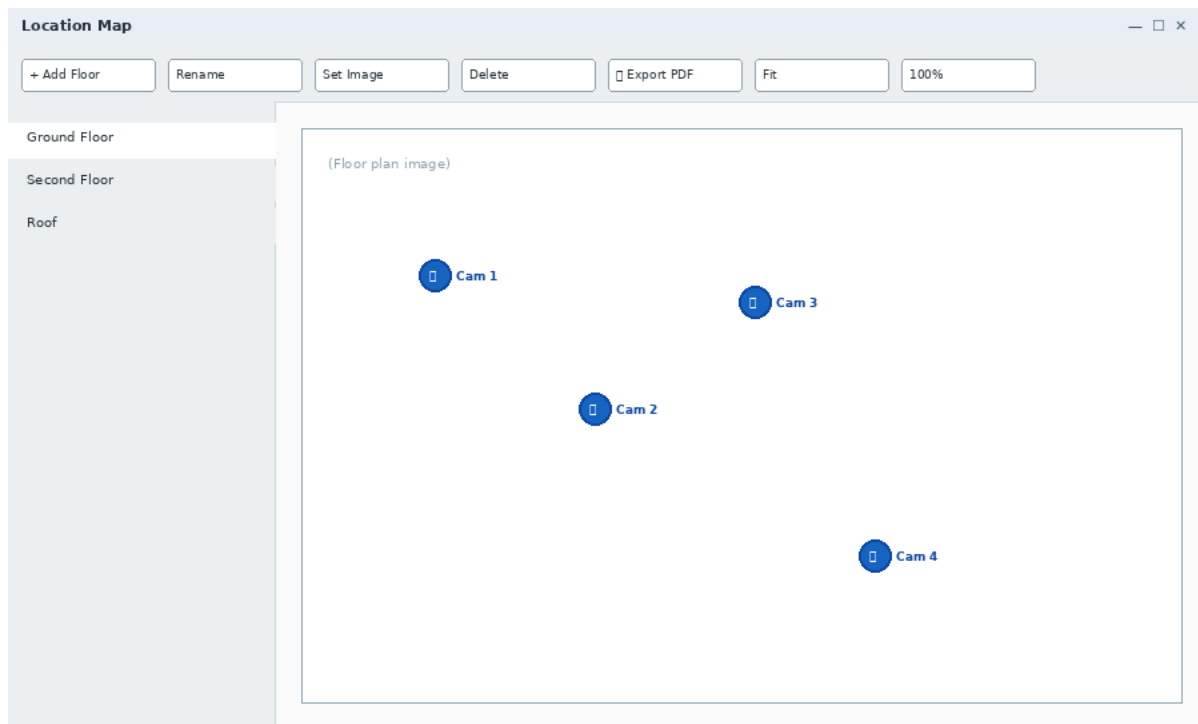 Location Map
+ Add Floor Rename Set Image Delete Export PDF Fit 100%
Ground Floor
Second Floor
Roof
(Floor plan image)
Cam 1
Cam 3
Cam 2
Cam 4